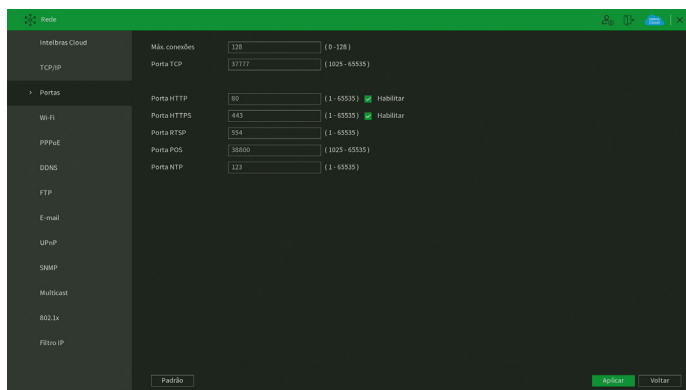 Rede
Intelbras Cloud
TCP/IP
Portas
Wi-Fi
PPPoE
DDNS
FTP
E-mail
UPnP
SNMP
Multicast
802.1x
Filtro IP
Máx. conexões 128 ( 0 -128 )
Porta TCP 37777 ( 1025 - 65535 )
Porta HTTP 80 ( 1 - 65535 ) Habilitar
Porta HTTPS 443 ( 1 - 65535 ) Habilitar
Porta RTSP 554 ( 1 - 65535 )
Porta POS 38800 ( 1025 - 65535 )
Porta NTP 123 ( 1 - 65535 )
Padrão
Aplicar
Voltar